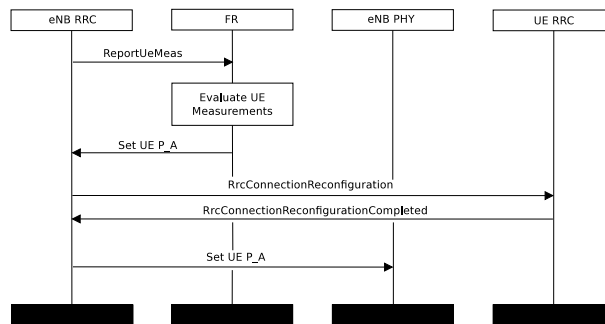 eNB RRC
FR
eNB PHY
UE RRC
ReportUeMeas
Evaluate UE
Measurements
Set UE P_A
RrcConnectionReconfiguration
RrcConnectionReconfigurationCompleted
Set UE P_A